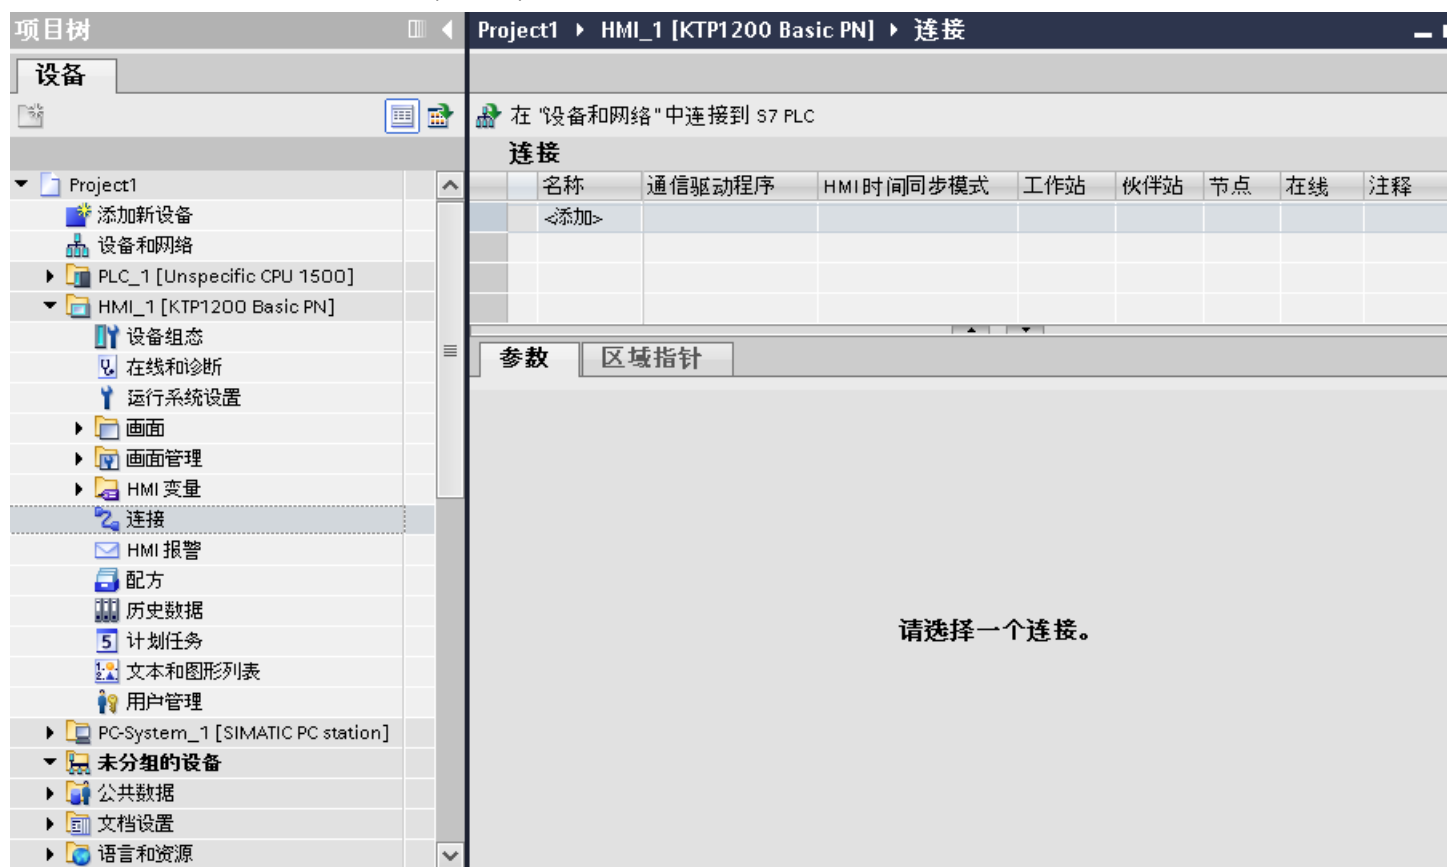 项目树
设备
Project1
添加新设备
设备和网络
PLC_1 [Unspecific CPU 1500]
HMI_1 [KTP1200 Basic PN]
设备组态
在线和诊断
运行系统设置
画面
画面管理
HMI 变量
连接
HMI 报警
配方
历史数据
计划任务
文本和图形列表
用户管理
PC-System_1 [SIMATIC PC station]
未分组的设备
公共数据
文档设置
语言和资源
Project1 HMI_1 [KTP1200 Basic PN] 连接
在 "设备和网络" 中连接到 S7 PLC
连接
名称 通信驱动程序 HMI时间同步模式 工作站 伙伴站 节点 在线 注释
<添加>
参数 区域指针
请选择一个连接。